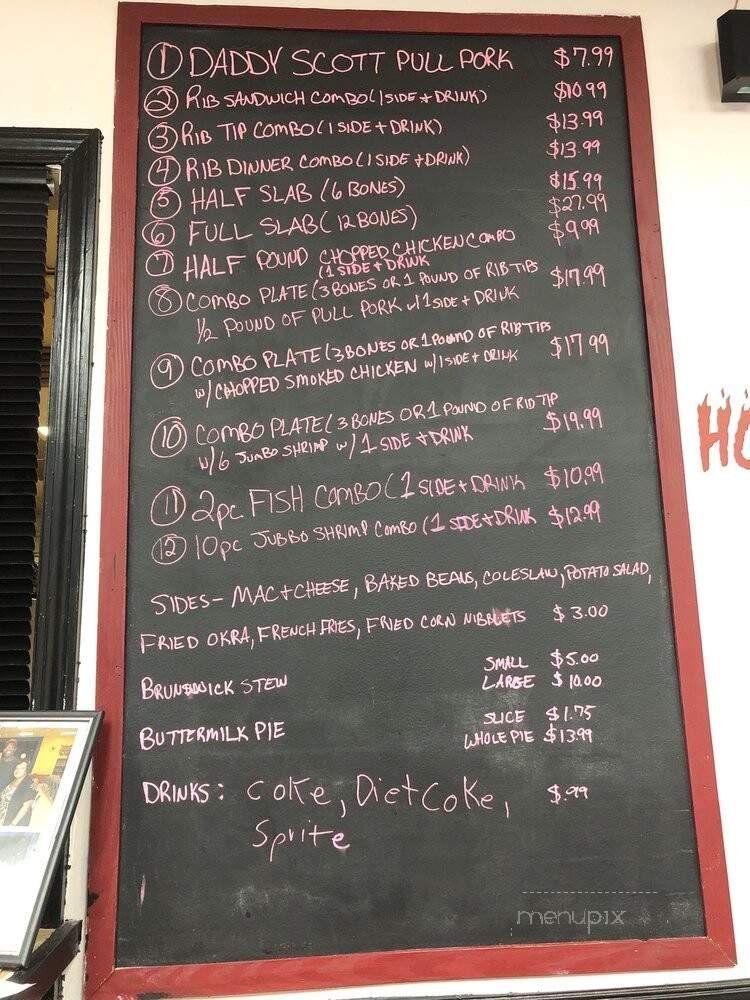 ① DADDY SCOTT PULL PORK $7.99
② RIB SANDWICH COMBO (1 SIDE + DRINK) $10.99
③ RIB TIP COMBO (1 SIDE + DRINK) $13.99
④ RIB DINNER COMBO (1 SIDE + DRINK) $13.99
⑤ HALF SLAB (6 BONES) $15.99
⑥ FULL SLAB (12 BONES) $27.99
⑦ HALF POUND CHOPPED CHICKEN COMBO $9.99
(1 SIDE + DRINK
⑧ COMBO PLATE (3 BONES OR 1 POUND OF RIB TIPS $17.99
1/2 POUND OF PULL PORK w/ 1 SIDE + DRINK
⑨ COMBO PLATE (3 BONES OR 1 POUND OF RIB TIPS $17.99
w/ CHOPPED SMOKED CHICKEN w/ 1 SIDE + DRINK
⑩ COMBO PLATE (3 BONES OR 1 POUND OF RIB TIP $19.99
w/ 6 JUMBO SHRIMP w/ 1 SIDE + DRINK
⑪ 2pc FISH COMBO (1 SIDE + DRINK $10.99
⑫ 10pc JUBBO SHRIMP COMBO (1 SIDE + DRINK $12.99
SIDES- MAC + CHEESE, BAKED BEANS, COLESLAW, POTATO SALAD,
FRIED OKRA, FRENCH FRIES, FRIED CORN NIBBLETS $3.00
BRUNSWICK STEW SMALL $5.00
LARGE $10.00
BUTTERMILK PIE SLICE $1.75
WHOLE PIE $13.99
DRINKS: Coke, Diet Coke, $.99
Sprite
HO
menupix